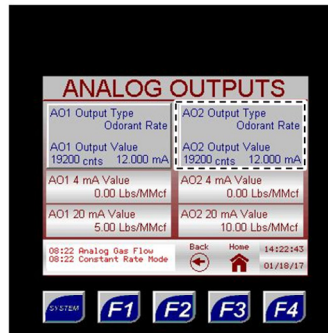 ANALOG OUTPUTS
AO1 Output Type
Odorant Rate
AO1 Output Value
19200 cnts 12.000 mA
AO2 Output Type
Odorant Rate
AO2 Output Value
19200 cnts 12.000 mA
AO1 4 mA Value
0.00 Lbs/MMcf
AO2 4 mA Value
0.00 Lbs/MMcf
AO1 20 mA Value
5.00 Lbs/MMcf
AO2 20 mA Value
10.00 Lbs/MMcf
08:22 Analog Gas Flow
08:22 Constant Rate Mode
Back
Home
14:22:43
01/18/17
SYSTEM F1 F2 F3 F4